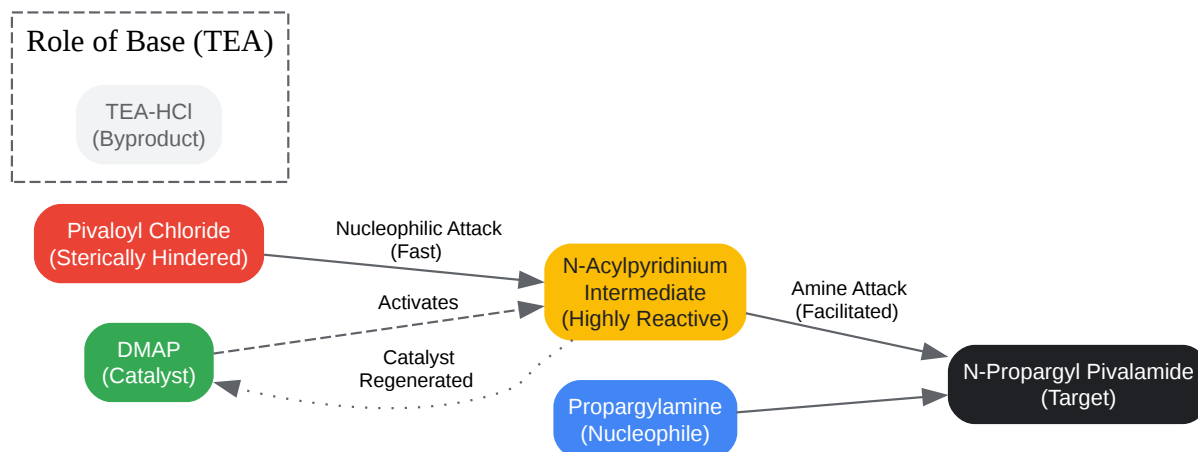 Role of Base (TEA)
TEA-HCl
(Byproduct)
Pivaloyl Chloride
(Sterically Hindered)
Nucleophilic Attack
(Fast)
N-Acylpyridinium
Intermediate
(Highly Reactive)
Amine Attack
(Facilitated)
Activates
DMAP
(Catalyst)
Catalyst
Regenerated
Propargylamine
(Nucleophile)
N-Propargyl Pivalamide
(Target)